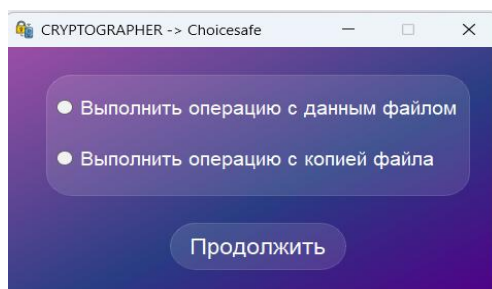 CRYPTOGRAPHER -> Choicesafe
Выполнить операцию с данным файлом
Выполнить операцию с копией файла
Продолжить